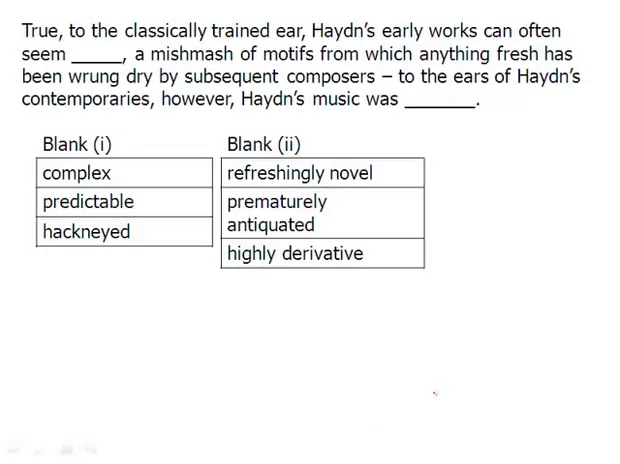 True, to the classically trained ear, Haydn's early works can often
seem _____, a mishmash of motifs from which anything fresh has
been wrung dry by subsequent composers – to the ears of Haydn's
contemporaries, however, Haydn's music was _______.
Blank (i)
complex
predictable
hackneyed
Blank (ii)
refreshingly novel
prematurely
antiquated
highly derivative